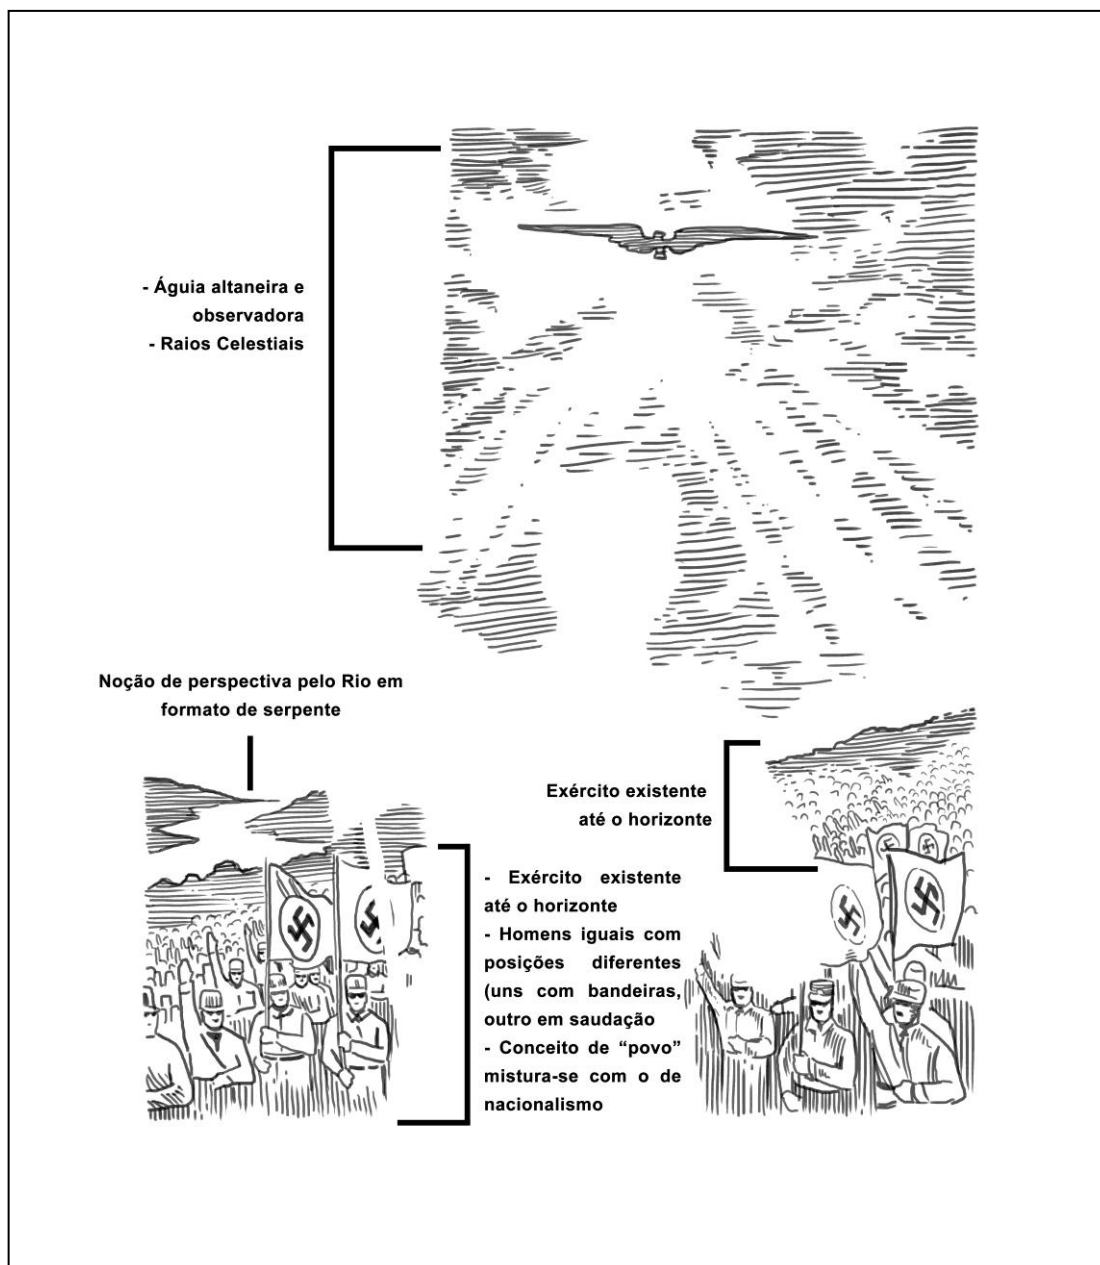 - Águia altaneira e
observadora
- Raios Celestiais
Noção de perspectiva pelo Rio em
formato de serpente
Exército existente
até o horizonte
- Exército existente
até o horizonte
- Homens iguais com
posições diferentes
(uns com bandeiras,
outro em saudação
- Conceito de “povo”
mistura-se com o de
nacionalismo